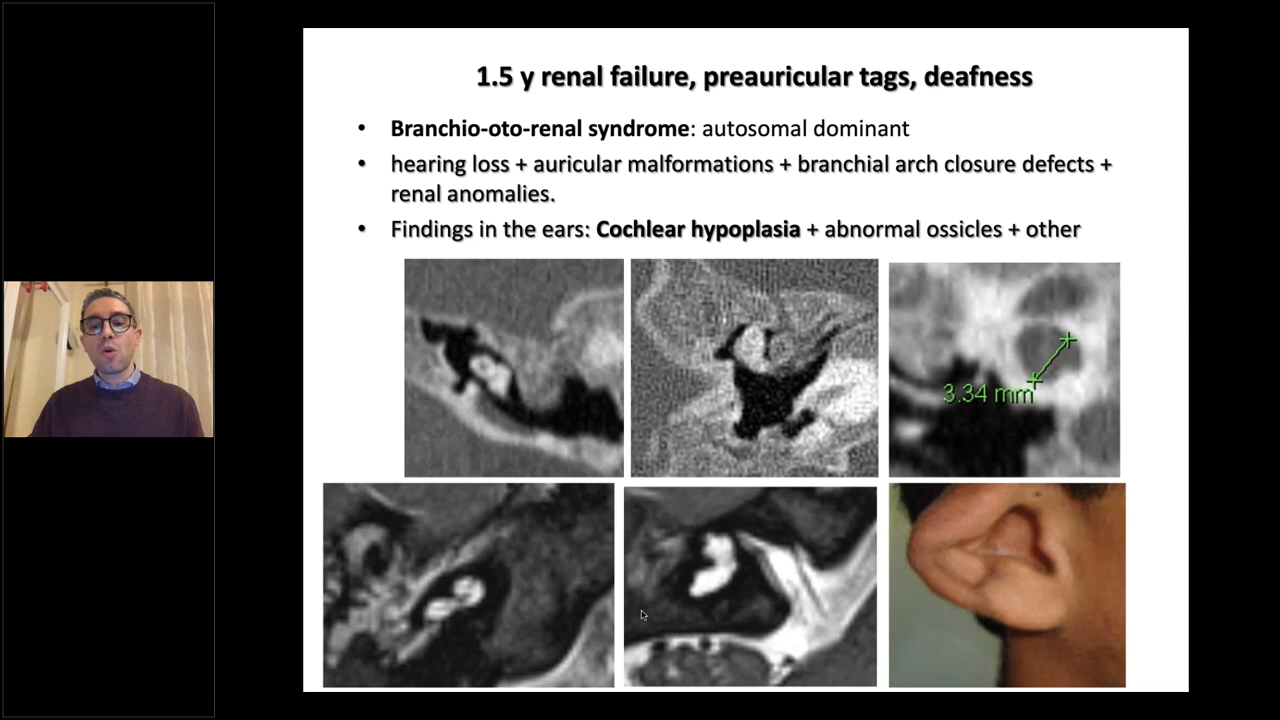 1.5 y renal failure, preauricular tags, deafness
• Branchio-oto-renal syndrome: autosomal dominant
• hearing loss + auricular malformations + branchial arch closure defects +
renal anomalies.
• Findings in the ears: Cochlear hypoplasia + abnormal ossicles + other
3.34 mm